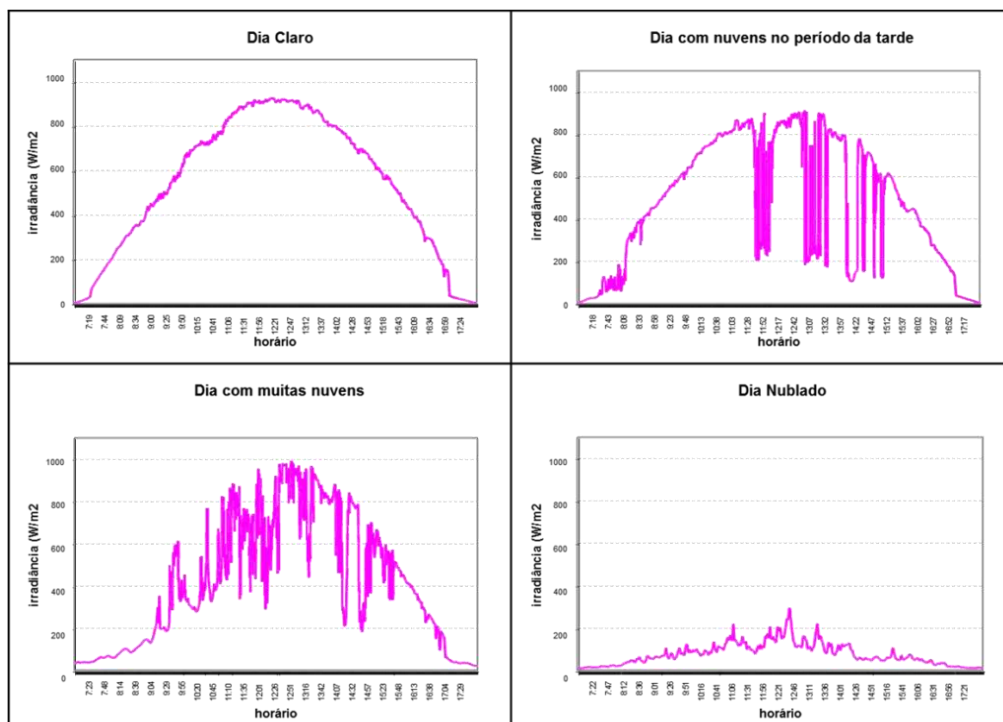 Dia Claro
1000
800
600
400
200
0
irradiância (W/m2
7:19 7:44 8:09 8:34 9:00 9:25 9:50 10:15 10:41 11:06 11:31 11:56 12:21 12:47 13:12 13:37 14:02 14:28 14:53 15:18 15:43 16:09 16:34 16:59 17:24
horário
Dia com nuvens no período da tarde
1000
800
600
400
200
0
irradiância (W/m2
7:18 7:43 8:08 8:33 8:58 9:23 9:48 10:13 10:38 11:03 11:28 11:52 12:17 12:42 13:07 13:32 13:57 14:22 14:47 15:12 15:37 16:02 16:27 16:52 17:17
horário
Dia com muitas nuvens
1000
800
600
400
200
0
irradiância (W/m2
7:23 7:48 8:14 8:39 9:04 9:30 9:55 10:20 10:45 11:10 11:35 12:01 12:26 12:51 13:16 13:42 14:07 14:32 14:57 15:23 15:48 16:13 16:38 17:04 17:29
horário
Dia Nublado
1000
800
600
400
200
0
irradiância (W/m2
7:22 7:47 8:12 8:36 9:01 9:26 9:51 10:16 10:41 11:06 11:31 11:56 12:21 12:46 13:11 13:36 14:01 14:26 14:51 15:16 15:41 16:06 16:31 16:56 17:21
horário